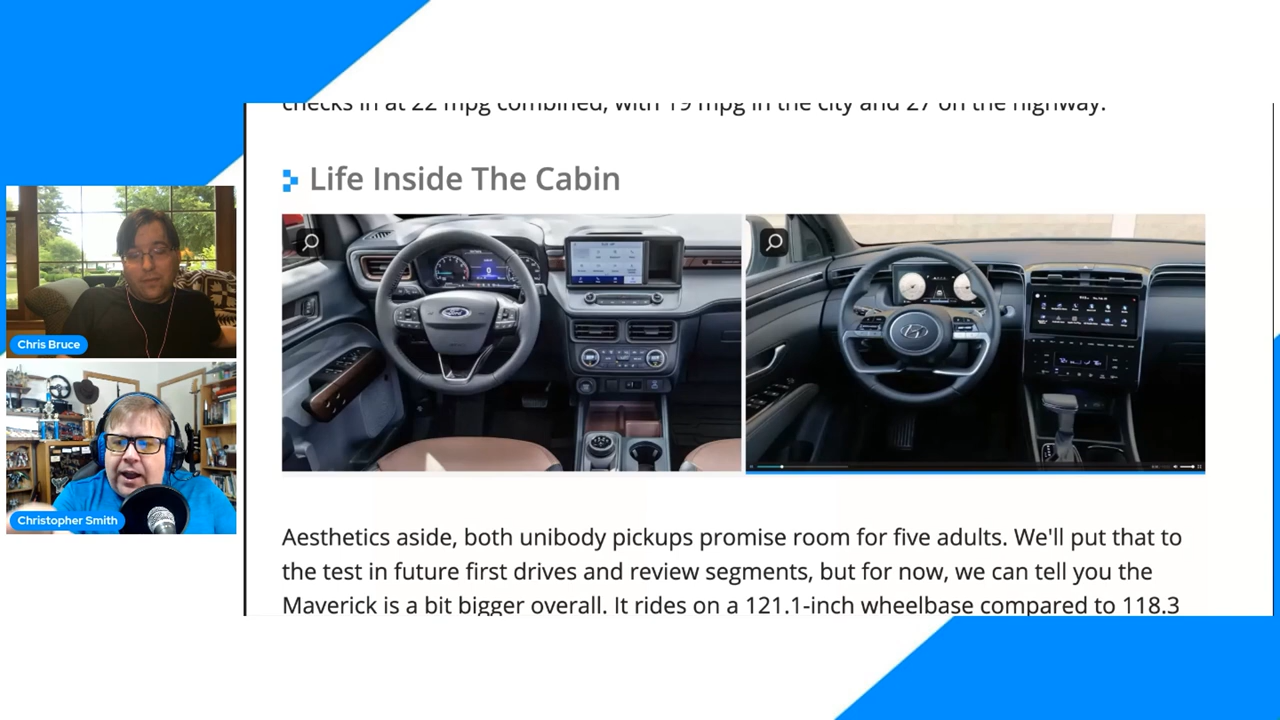 checks in at 22 mpg combined, with 19 mpg in the city and 27 on the highway.
Life Inside The Cabin
Ford
Chris Bruce
Christopher Smith
Aesthetics aside, both unibody pickups promise room for five adults. We'll put that to
the test in future first drives and review segments, but for now, we can tell you the
Maverick is a bit bigger overall. It rides on a 121.1-inch wheelbase compared to 118.3